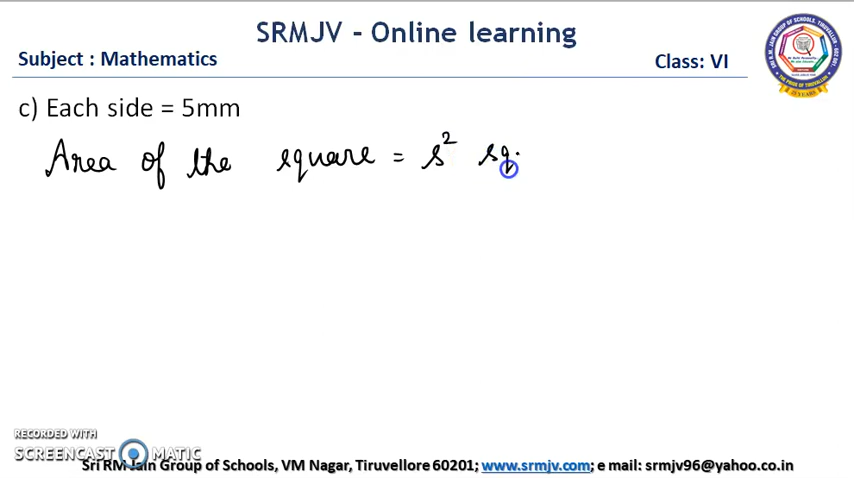 SRMJV - Online learning
Subject : Mathematics
Class: VI
c) Each side = 5mm
Area of the square = s² sq.
RECORDED WITH
SCREENCAST MATIC
Sri RM Jain Group of Schools, VM Nagar, Tiruvellore 60201; www.srmjv.com; e mail: srmjv96@yahoo.co.in